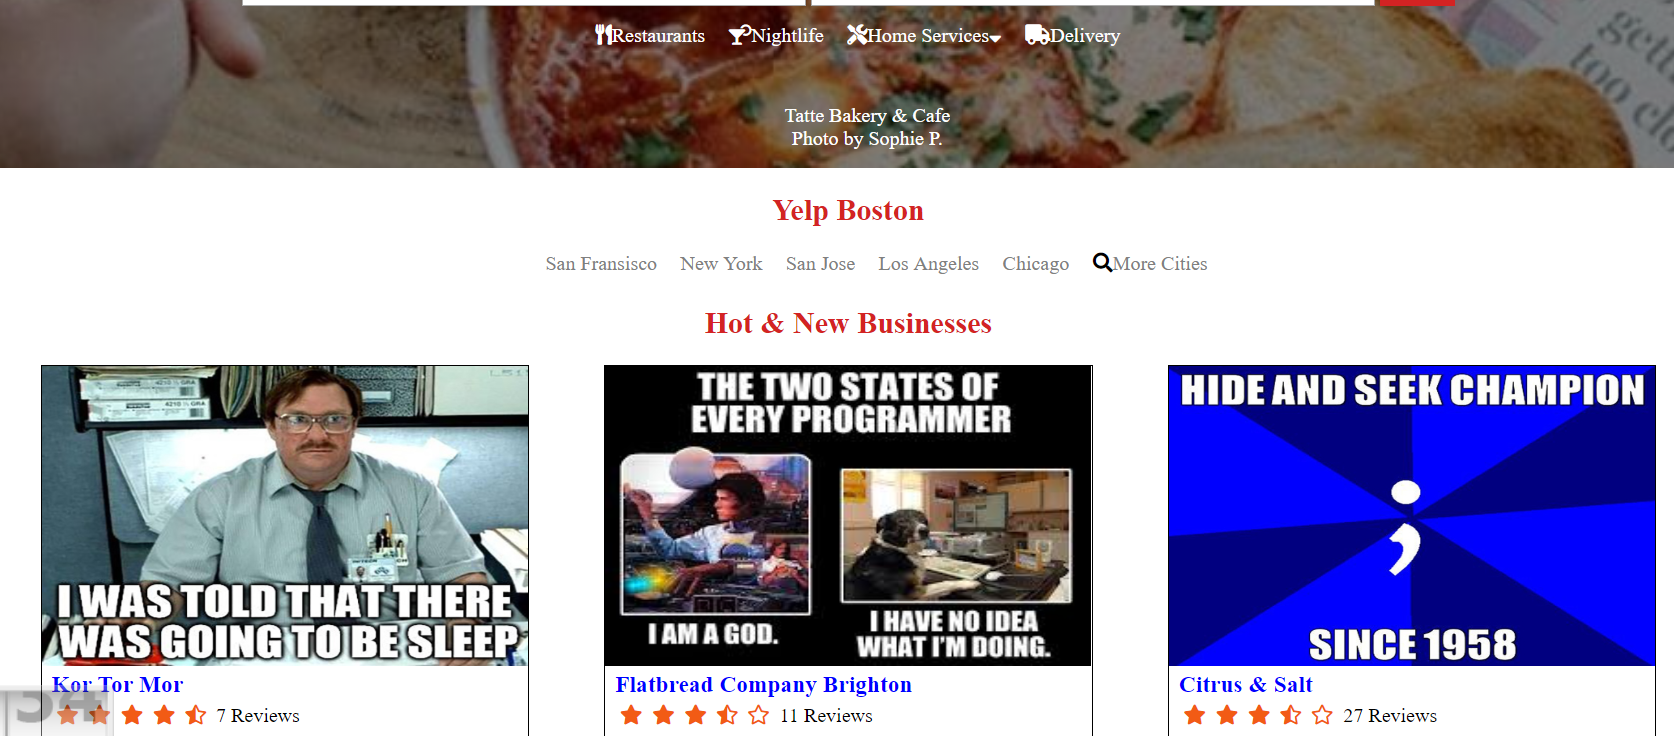 Restaurants Nightlife Home Services Delivery
Tatte Bakery & Cafe
Photo by Sophie P.
Yelp Boston
San Fransisco New York San Jose Los Angeles Chicago More Cities
Hot & New Businesses
I WAS TOLD THAT THERE
WAS GOING TO BE SLEEP
THE TWO STATES OF
EVERY PROGRAMMER
I AM A GOD.
I HAVE NO IDEA
WHAT I'M DOING.
HIDE AND SEEK CHAMPION
;
SINCE 1958
Kor Tor Mor
7 Reviews
Flatbread Company Brighton
11 Reviews
Citrus & Salt
27 Reviews